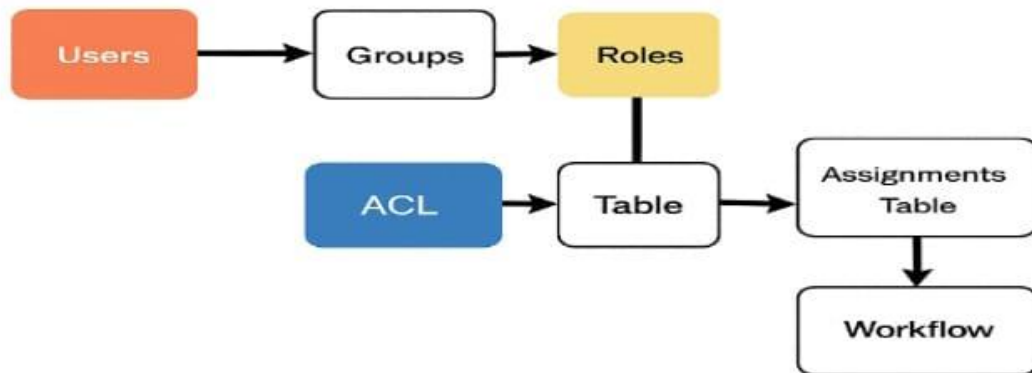 Users
Groups
Roles
ACL
Table
Assignments
Table
Workflow